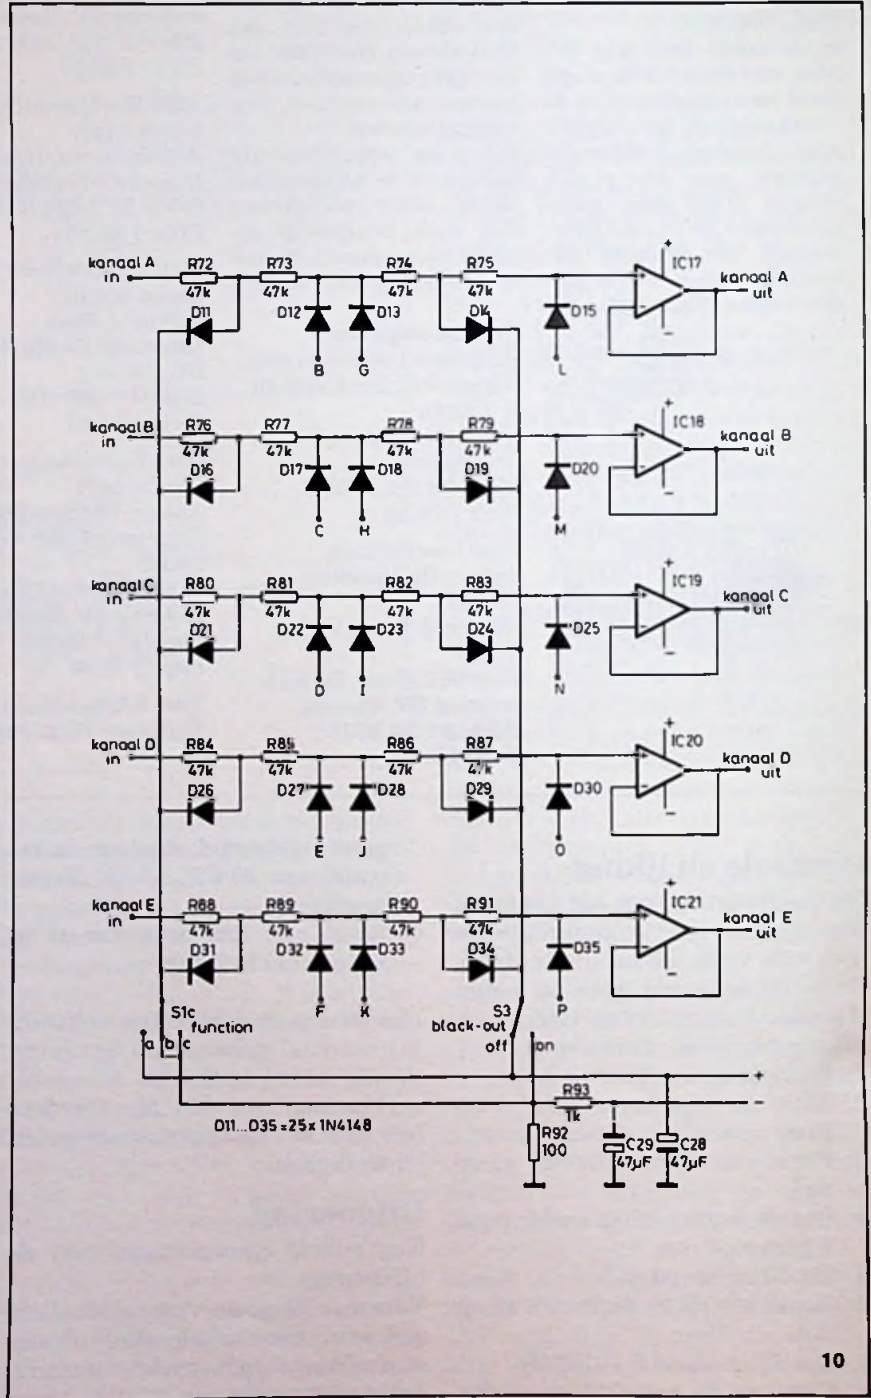 kanaal A
in
R72
47k
R73
47k
R74
47k
R75
47k
D11
D12
D13
D14
D15
B
G
L
+
−
IC17
kanaal A
uit
kanaal B
in
R76
47k
R77
47k
R78
47k
R79
47k
D16
D17
D18
D19
D20
C
H
M
+
−
IC18
kanaal B
uit
kanaal C
in
R80
47k
R81
47k
R82
47k
R83
47k
D21
D22
D23
D24
D25
D
I
N
+
−
IC19
kanaal C
uit
kanaal D
in
R84
47k
R85
47k
R86
47k
R87
47k
D26
D27
D28
D29
D30
E
J
O
+
−
IC20
kanaal D
uit
kanaal E
in
R88
47k
R89
47k
R90
47k
R91
47k
D31
D32
D33
D34
D35
F
K
P
+
−
IC21
kanaal E
uit
S1c
function
a b c
S3
black-out
off on
+
−
R93
1k
D11...D35 = 25x 1N4148
R92
100
C29
47µF
C28
47µF
10